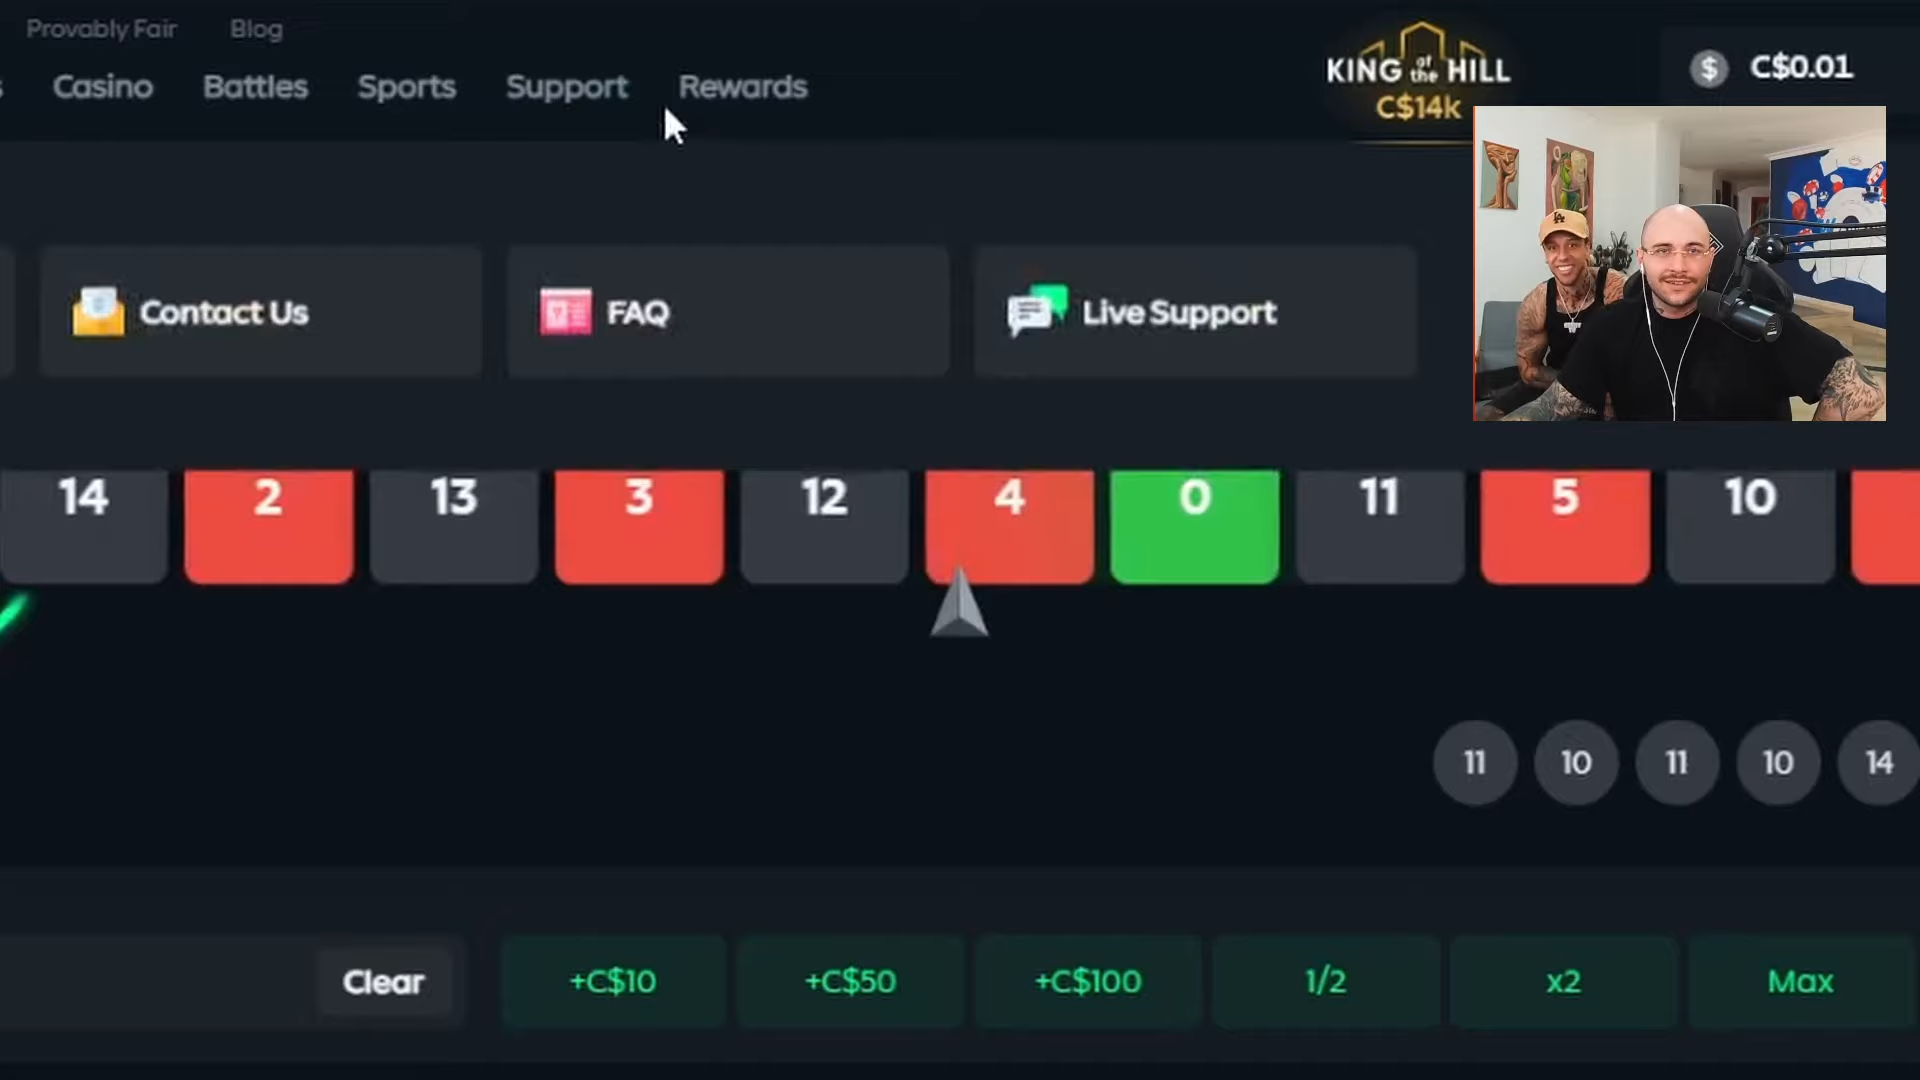 Provably Fair Blog
Casino Battles Sports Support Rewards
KING of the HILL
C$14k
C$0.01
Contact Us
FAQ
Live Support
14 2 13 3 12 4 0 11 5 10
11 10 11 10 14
Clear +C$10 +C$50 +C$100 1/2 x2 Max